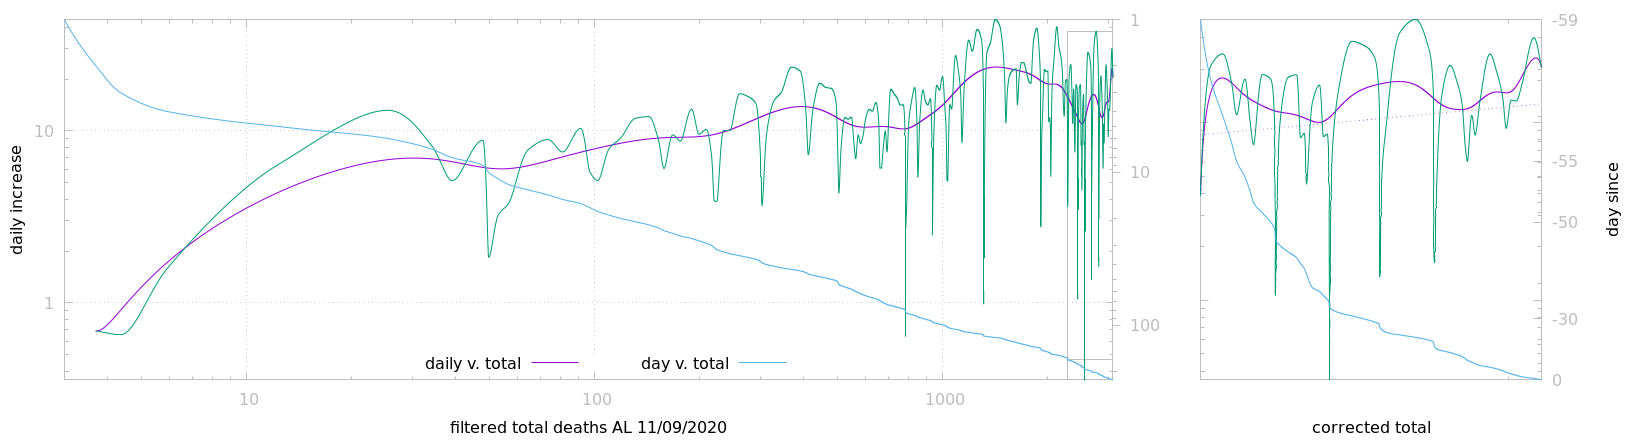 10
1
daily increase
daily v. total
day v. total
10
100
1000
filtered total deaths AL 11/09/2020
1
10
100
-59
-55
-50
-30
0
day since
corrected total